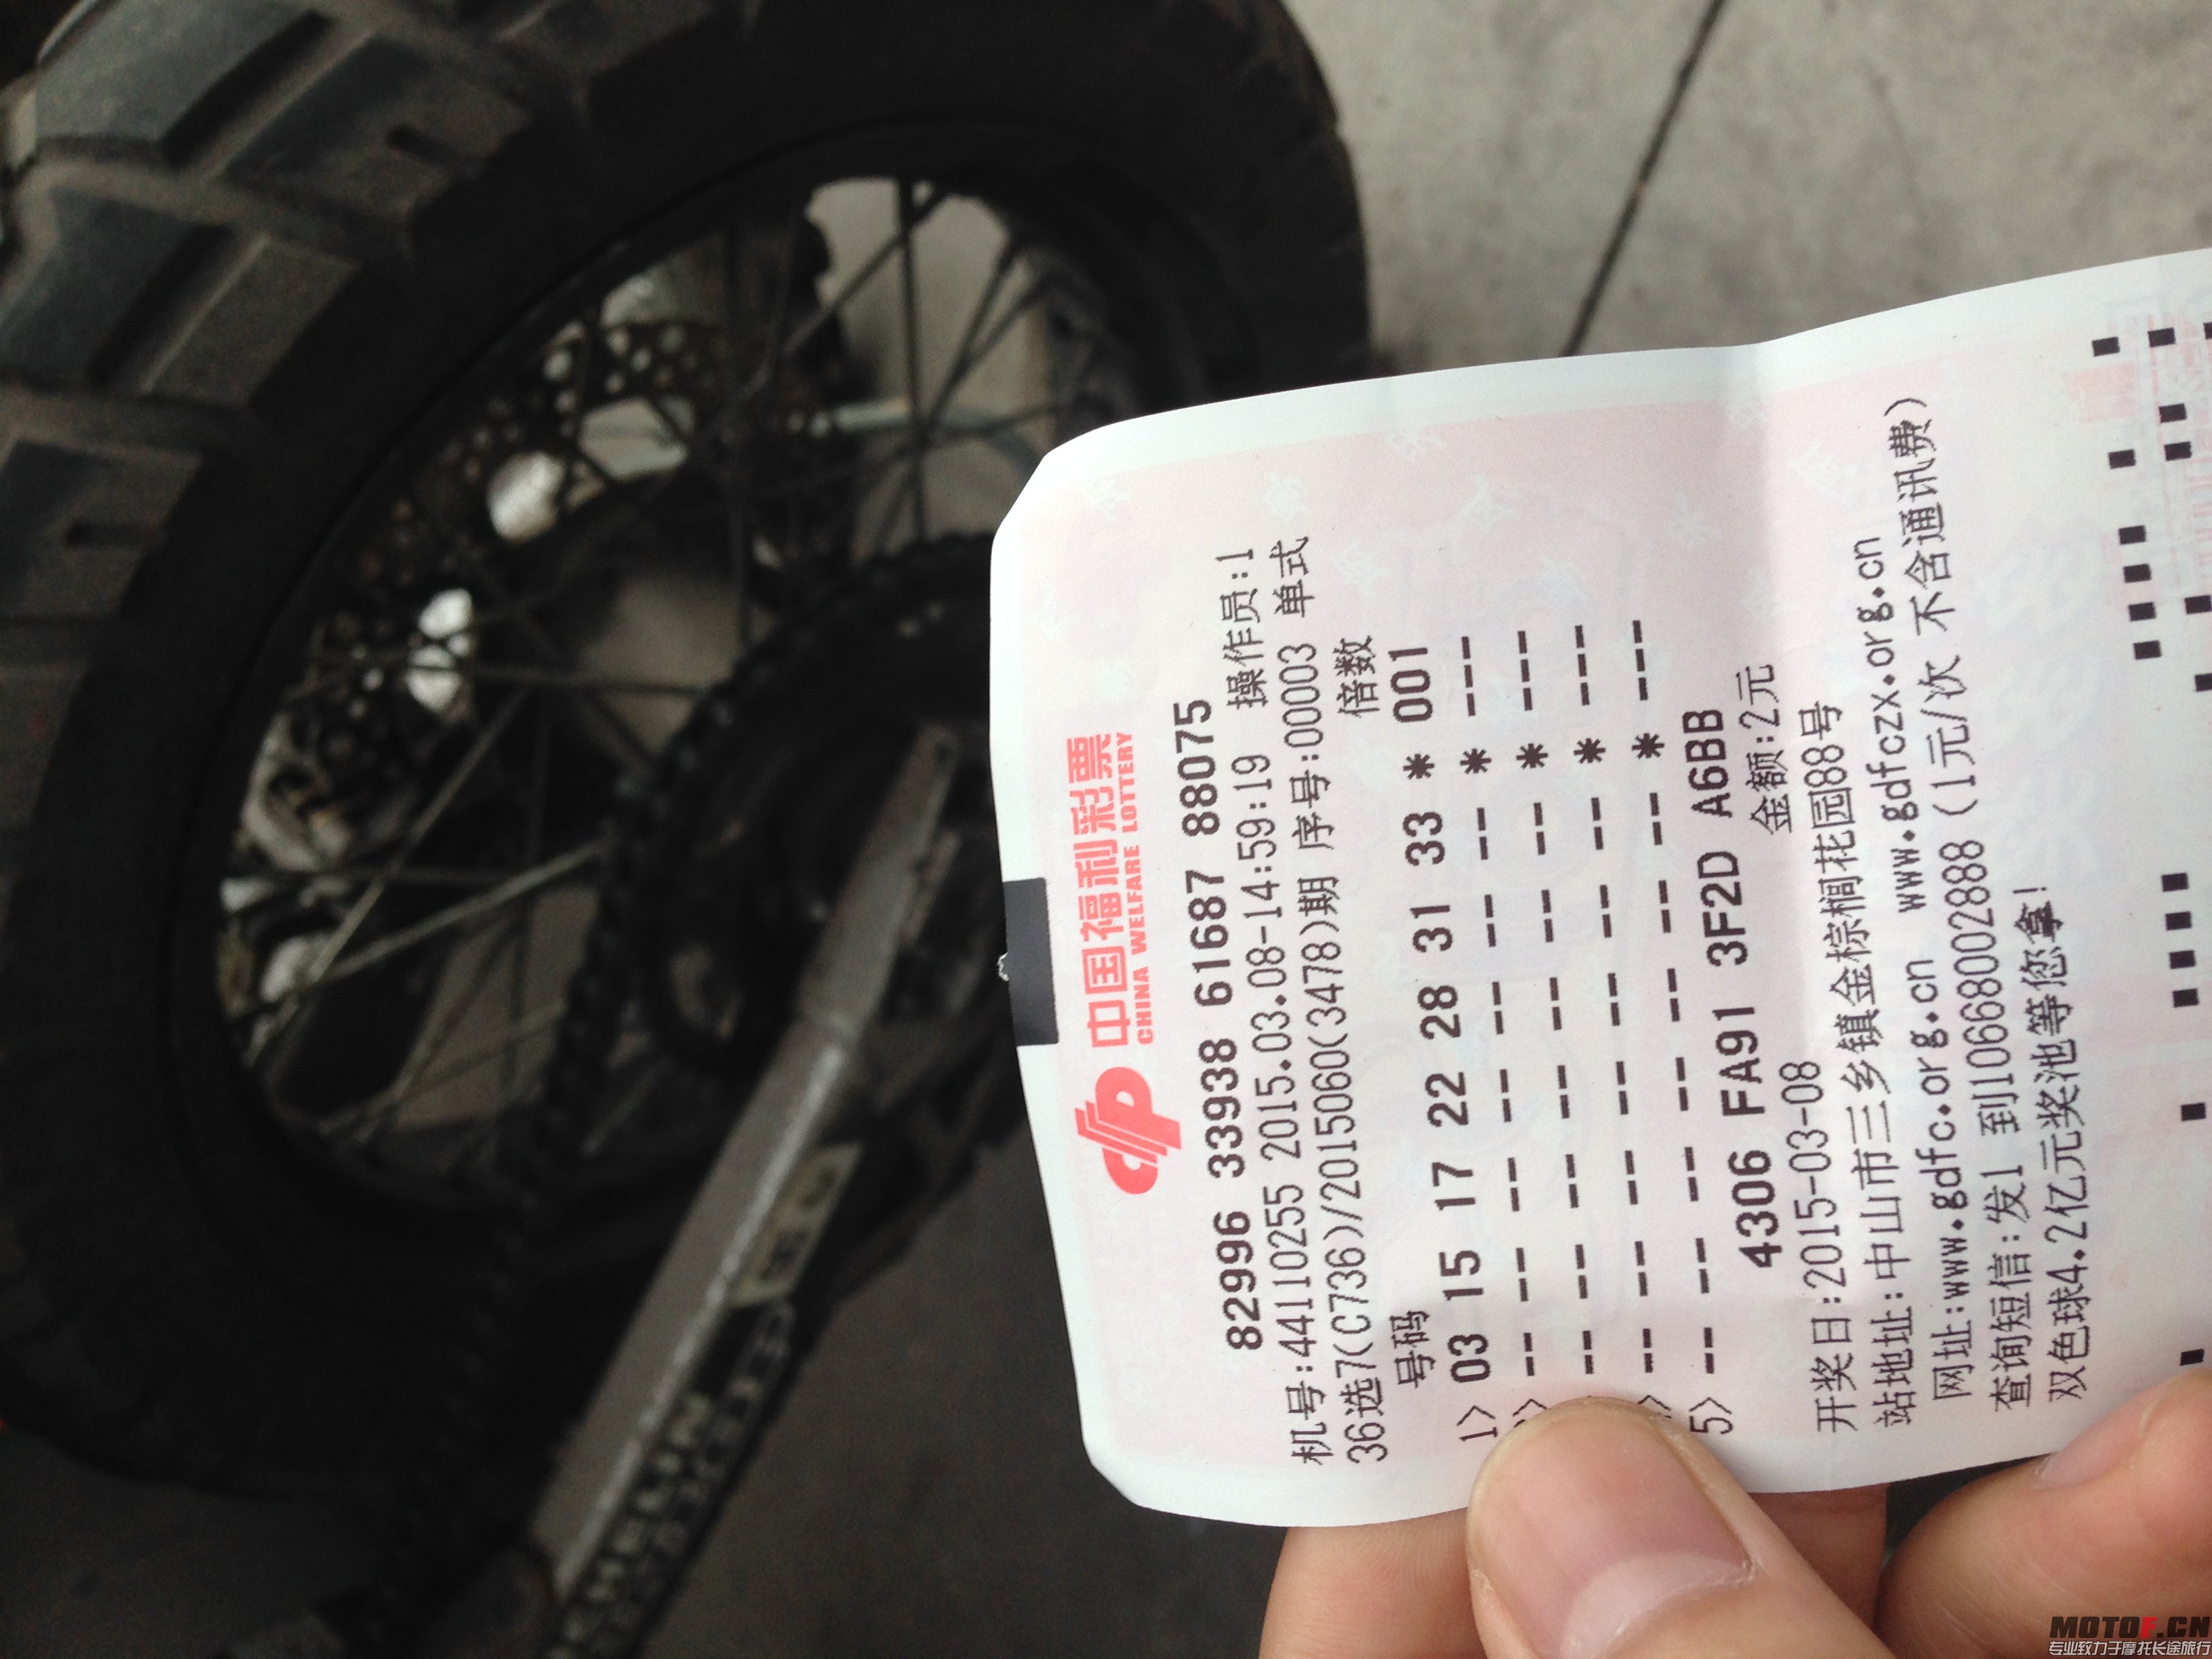 中国福利彩票
CHINA WELFARE LOTTERY
82996 33938 61687 88075
机号:44110255 2015.03.08-14:59:19 操作员:1
36选7(C736)/2015060(3478)期 序号:00003 单式
号码 倍数
1> 03 15 17 22 28 31 33 * 001
> -- -- -- -- -- -- -- * ---
-- -- -- -- -- -- -- * ---
> -- -- -- -- -- -- -- * ---
5> -- -- -- -- -- -- -- * ---
4306 FA91 3F2D A6BB
开奖日:2015-03-08 金额:2元
站地址:中山市三乡镇金棕榈花园88号
网址:www.gdfc.org.cn www.gdfczx.org.cn
查询短信:发1 到10668002888 (1元/次 不含通讯费)
双色球4.2亿元奖池等您拿!
MOTOF.CN
专业致力于摩托长途旅行